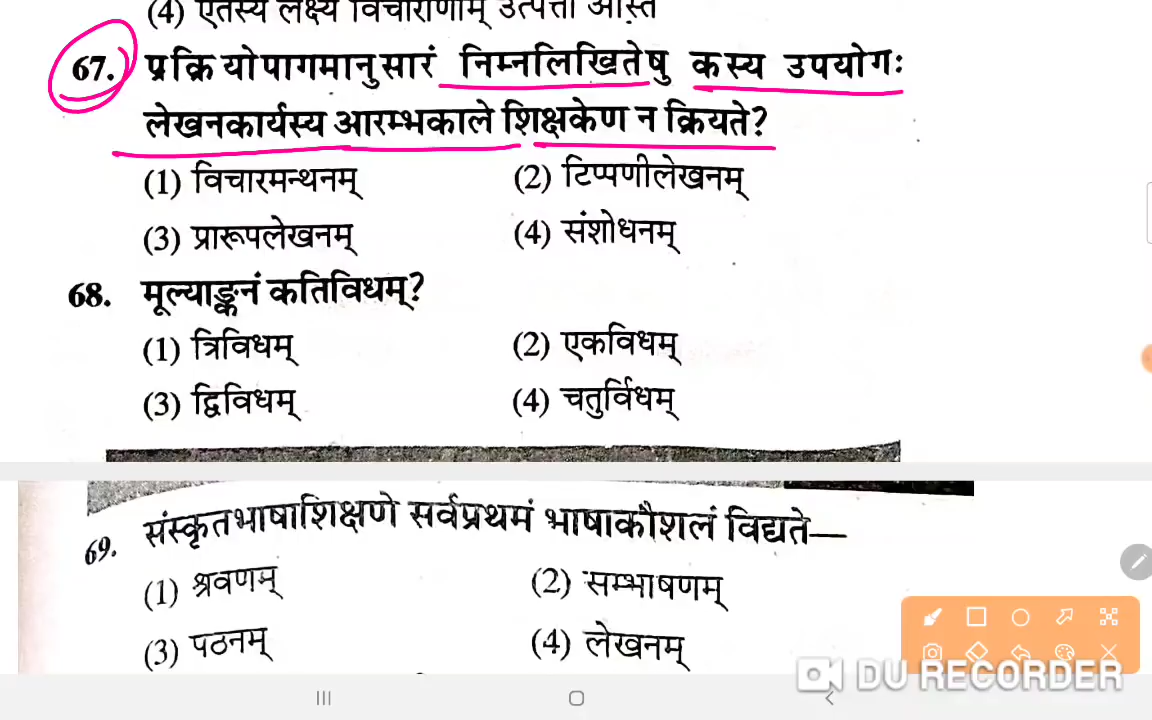 (4) एतस्य लक्ष्यं विचाराणाम् उत्पत्तौ अस्ति
67. प्रक्रियोपागमानुसारं निम्नलिखितेषु कस्य उपयोगः
लेखनकार्यस्य आरम्भकाले शिक्षकेण न क्रियते?
(1) विचारमन्थनम् (2) टिप्पणीलेखनम्
(3) प्रारूपलेखनम् (4) संशोधनम्
68. मूल्याङ्कनं कतिविधम्?
(1) त्रिविधम् (2) एकविधम्
(3) द्विविधम् (4) चतुर्विधम्
69. संस्कृतभाषाशिक्षणे सर्वप्रथमं भाषाकौशलं विद्यते—
(1) श्रवणम् (2) सम्भाषणम्
(3) पठनम् (4) लेखनम्
DU RECORDER